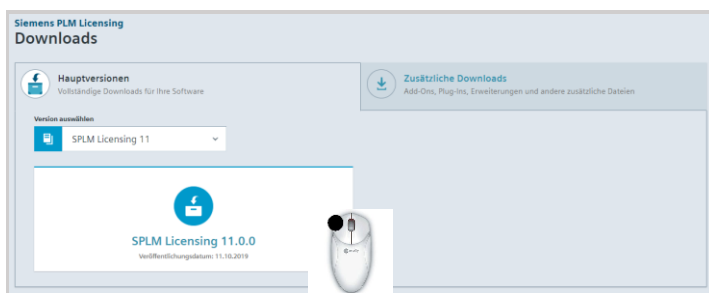 Siemens PLM Licensing
Downloads
Hauptversionen
Vollständige Downloads für Ihre Software
Zusätzliche Downloads
Add-Ons, Plug-ins, Erweiterungen und andere zusätzliche Dateien
Version auswählen
SPLM Licensing 11
SPLM Licensing 11.0.0
Veröffentlichungsdatum: 11.10.2019